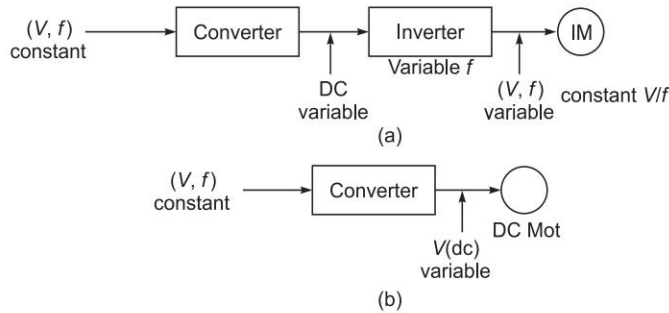 (V, f)
constant
Converter
DC
variable
Inverter
Variable f
(V, f)
variable
constant V/f
IM
(a)
(V, f)
constant
Converter
V(dc)
variable
DC Mot
(b)